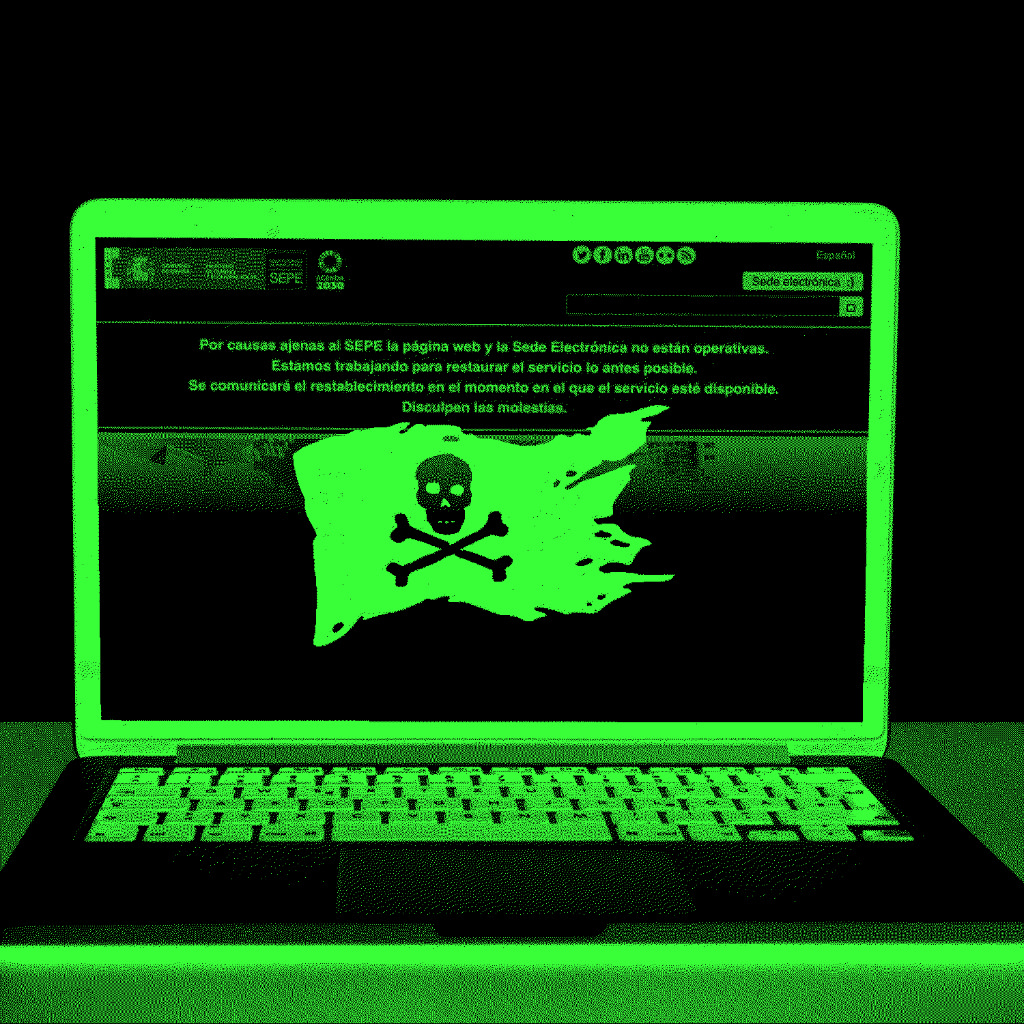 SEPE
AGENDA
2030
Español
Sede electrónica
Por causas ajenas al SEPE la página web y la Sede Electrónica no están operativas.
Estamos trabajando para restaurar el servicio lo antes posible.
Se comunicará el restablecimiento en el momento en el que el servicio esté disponible.
Disculpen las molestias.